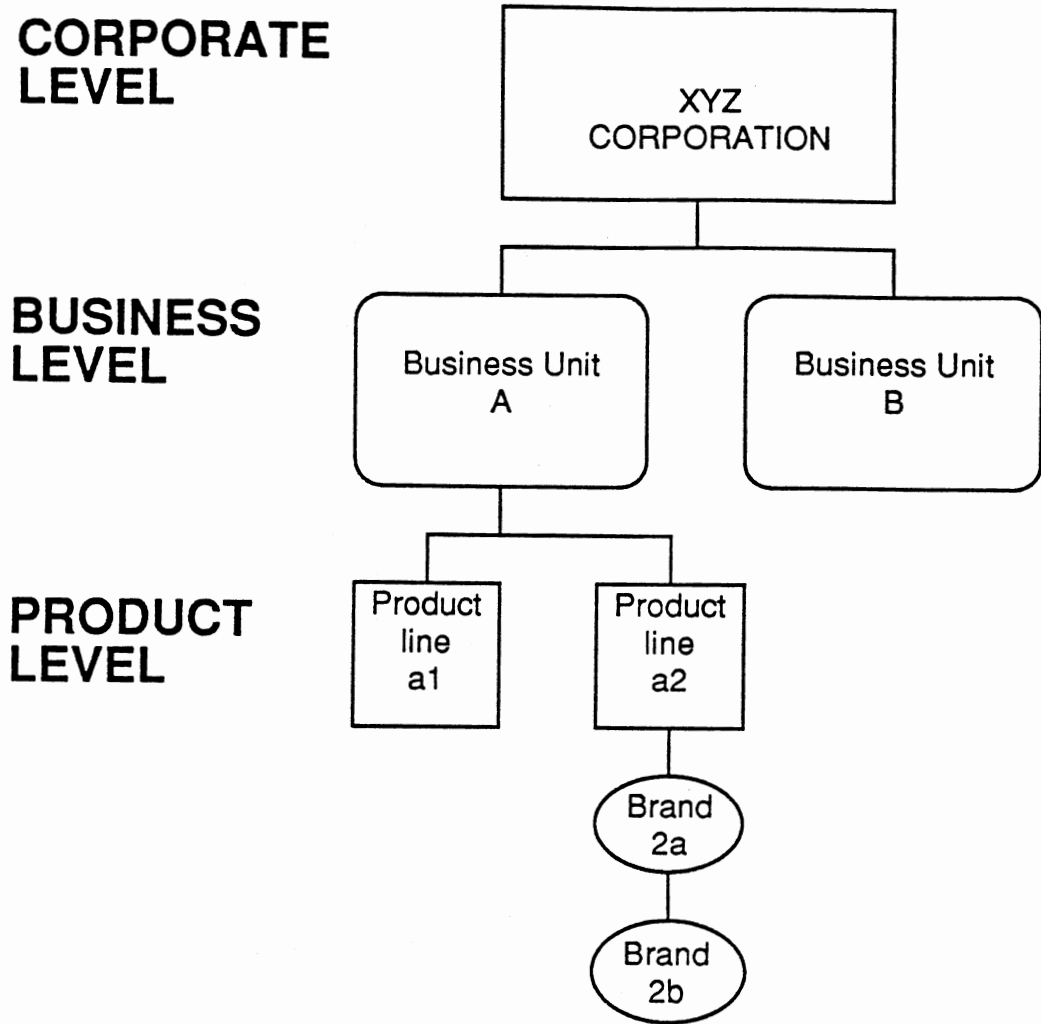 CORPORATE
LEVEL
XYZ
CORPORATION
BUSINESS
LEVEL
Business Unit
A
Business Unit
B
PRODUCT
LEVEL
Product
line
a1
Product
line
a2
Brand
2a
Brand
2b